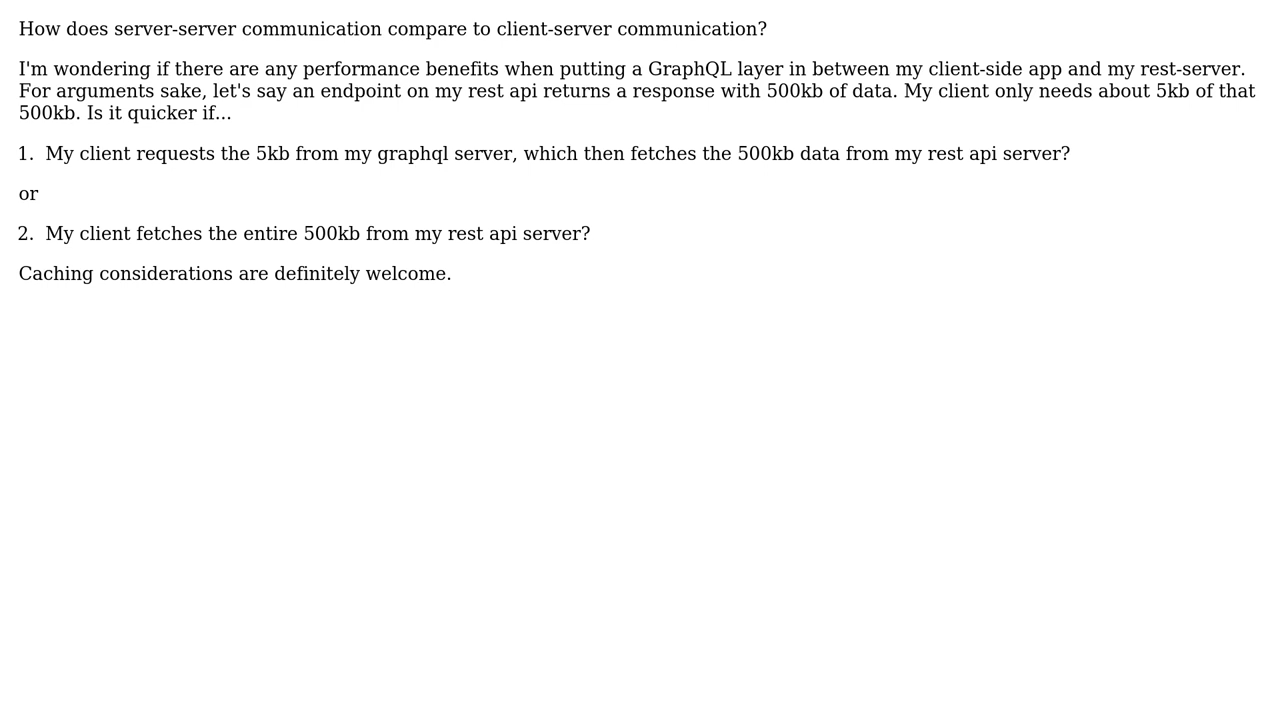 How does server-server communication compare to client-server communication?
I'm wondering if there are any performance benefits when putting a GraphQL layer in between my client-side app and my rest-server.
For arguments sake, let's say an endpoint on my rest api returns a response with 500kb of data. My client only needs about 5kb of that
500kb. Is it quicker if...
1. My client requests the 5kb from my graphql server, which then fetches the 500kb data from my rest api server?
or
2. My client fetches the entire 500kb from my rest api server?
Caching considerations are definitely welcome.